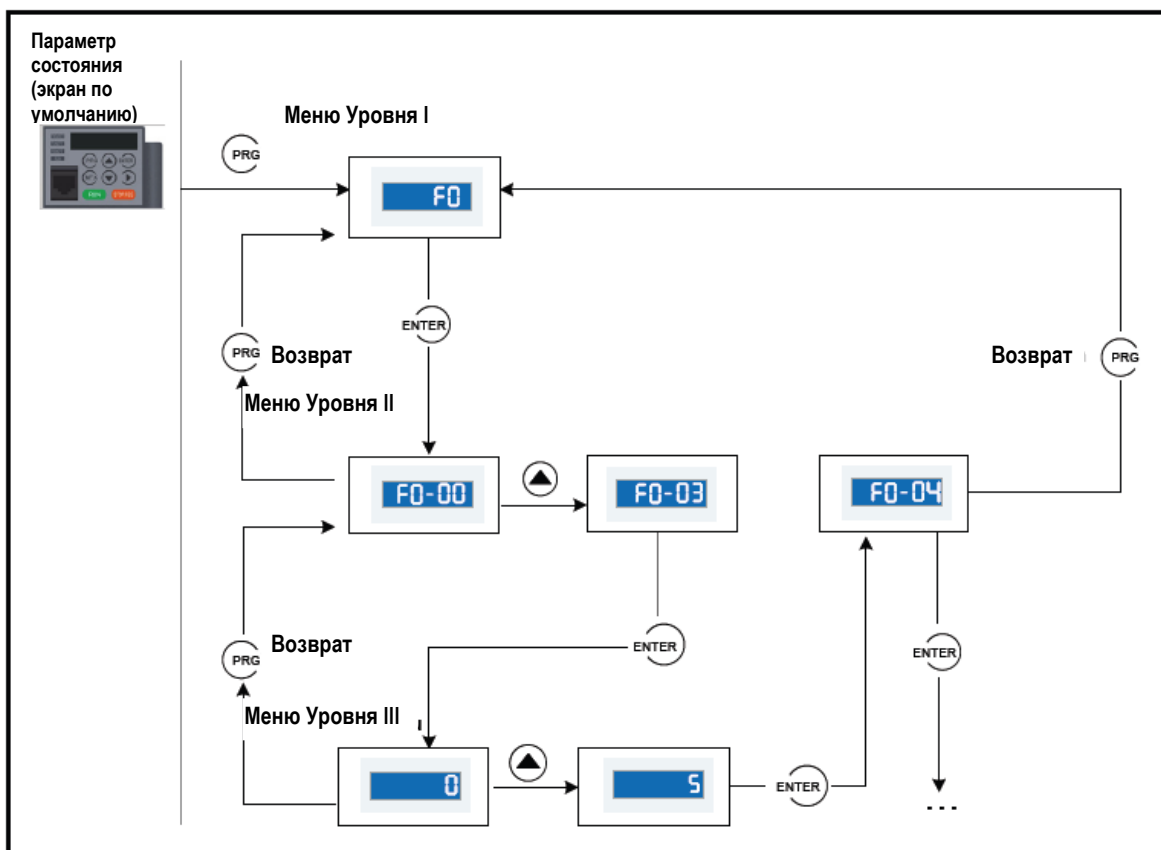 Параметр
состояния
(экран по
умолчанию)
Меню Уровня I
PRG
F0
ENTER
PRG
Возврат
Возврат
PRG
Меню Уровня II
F0-00
F0-03
F0-04
PRG
Возврат
ENTER
ENTER
Меню Уровня III
0
5
ENTER
...